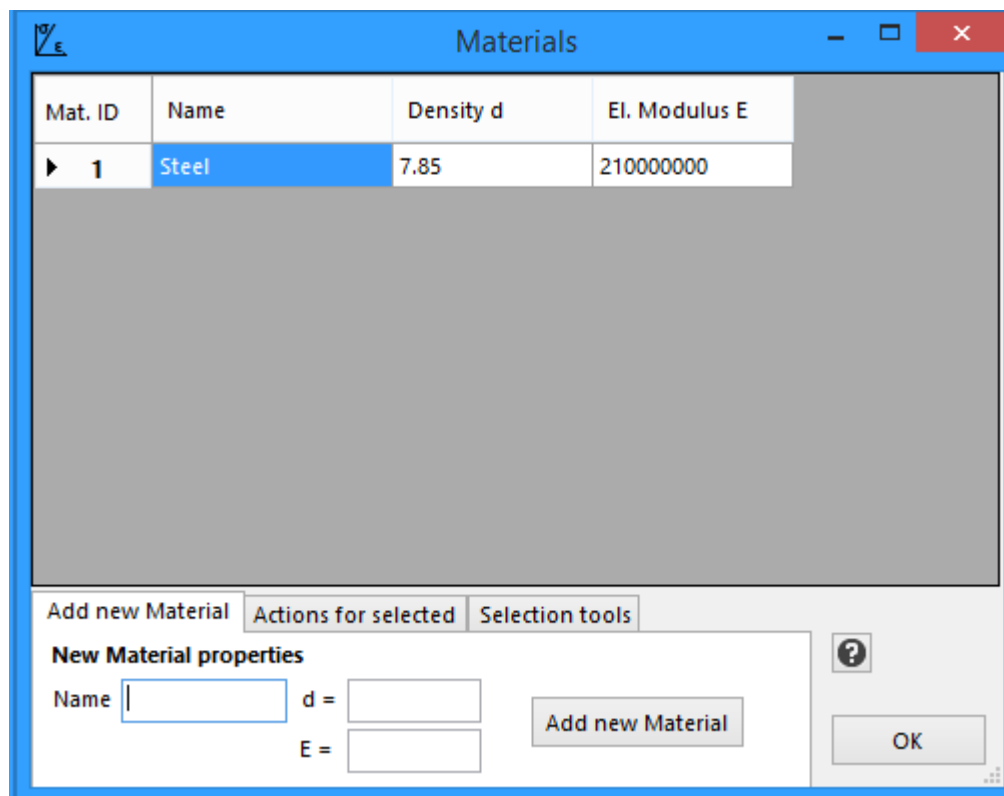 σ/ε
Materials
Mat. ID Name Density d El. Modulus E
1 Steel 7.85 210000000
Add new Material Actions for selected Selection tools
New Material properties
Name d = Add new Material
E = OK